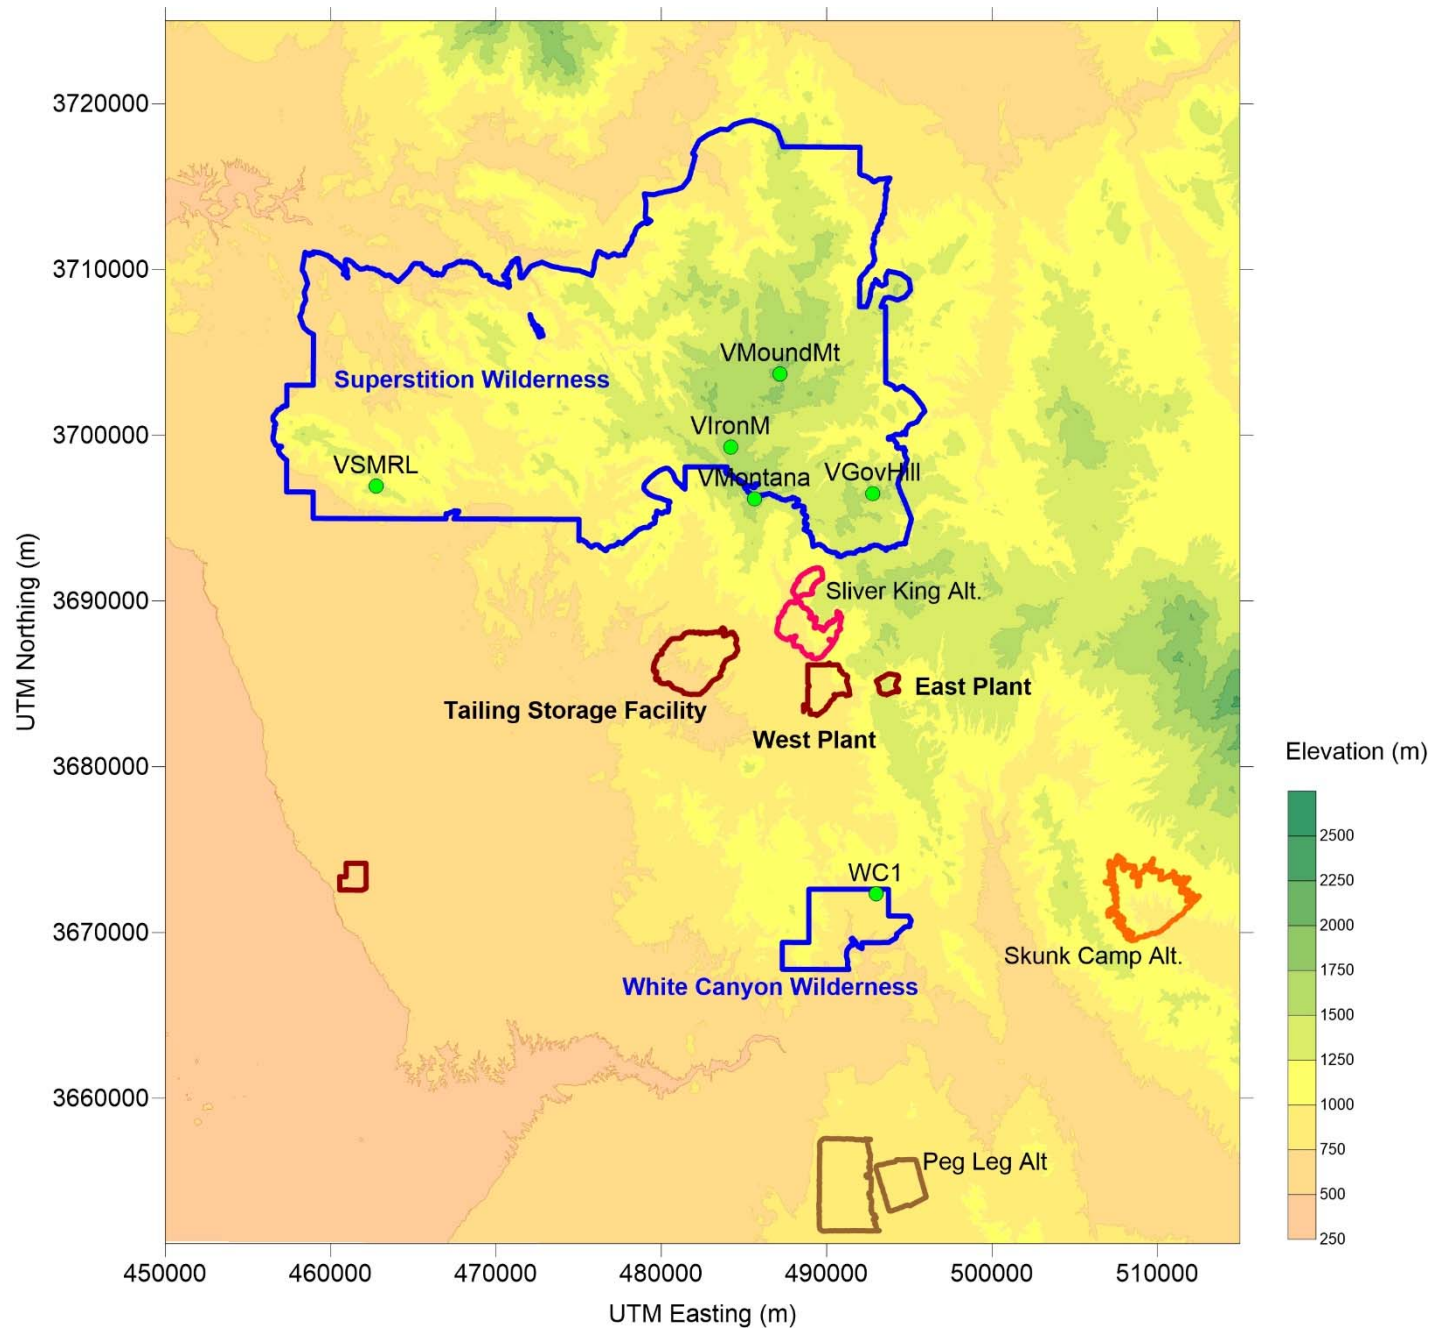 3720000
3710000
VMoundMt
Superstition Wilderness
VIronM
3700000
VSMRL
VMontana
VGovHill
UTM Northing (m)
3690000
Sliver King Alt.
East Plant
Tailing Storage Facility
West Plant
3680000
Elevation (m)
2500
2250
2000
1750
1500
1250
1000
750
500
250
WC1
3670000
Skunk Camp Alt.
White Canyon Wilderness
3660000
Peg Leg Alt
450000
460000
470000
480000
490000
500000
510000
UTM Easting (m)